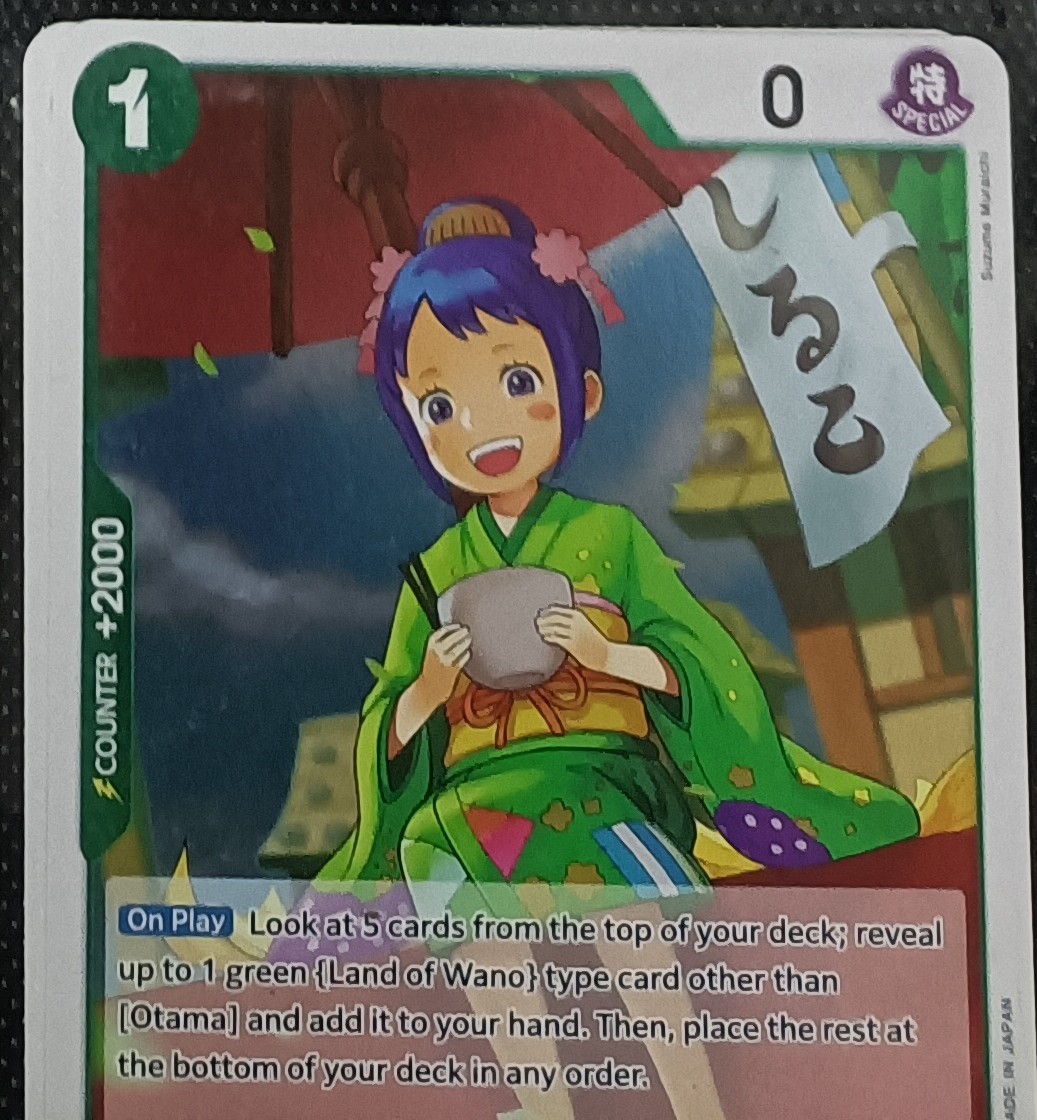 1
0
特
SPECIAL
Suzume Muraichi
しるこ
COUNTER +2000
On Play Look at 5 cards from the top of your deck; reveal
up to 1 green {Land of Wano} type card other than
[Otama] and add it to your hand. Then, place the rest at
the bottom of your deck in any order.
DE IN JAPAN